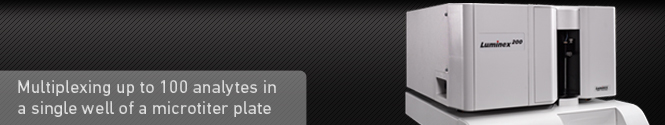 Luminex 200
Multiplexing up to 100 analytes in
a single well of a microtiter plate